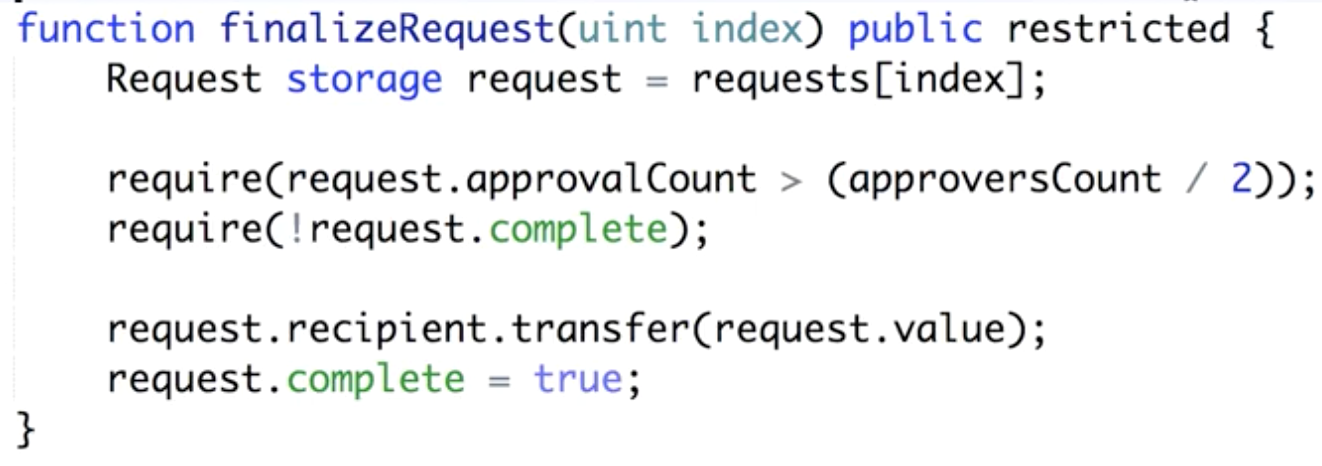 function finalizeRequest(uint index) public restricted {
    Request storage request = requests[index];
    require(request.approvalCount > (approversCount / 2));
    require(!request.complete);
    request.recipient.transfer(request.value);
    request.complete = true;
}